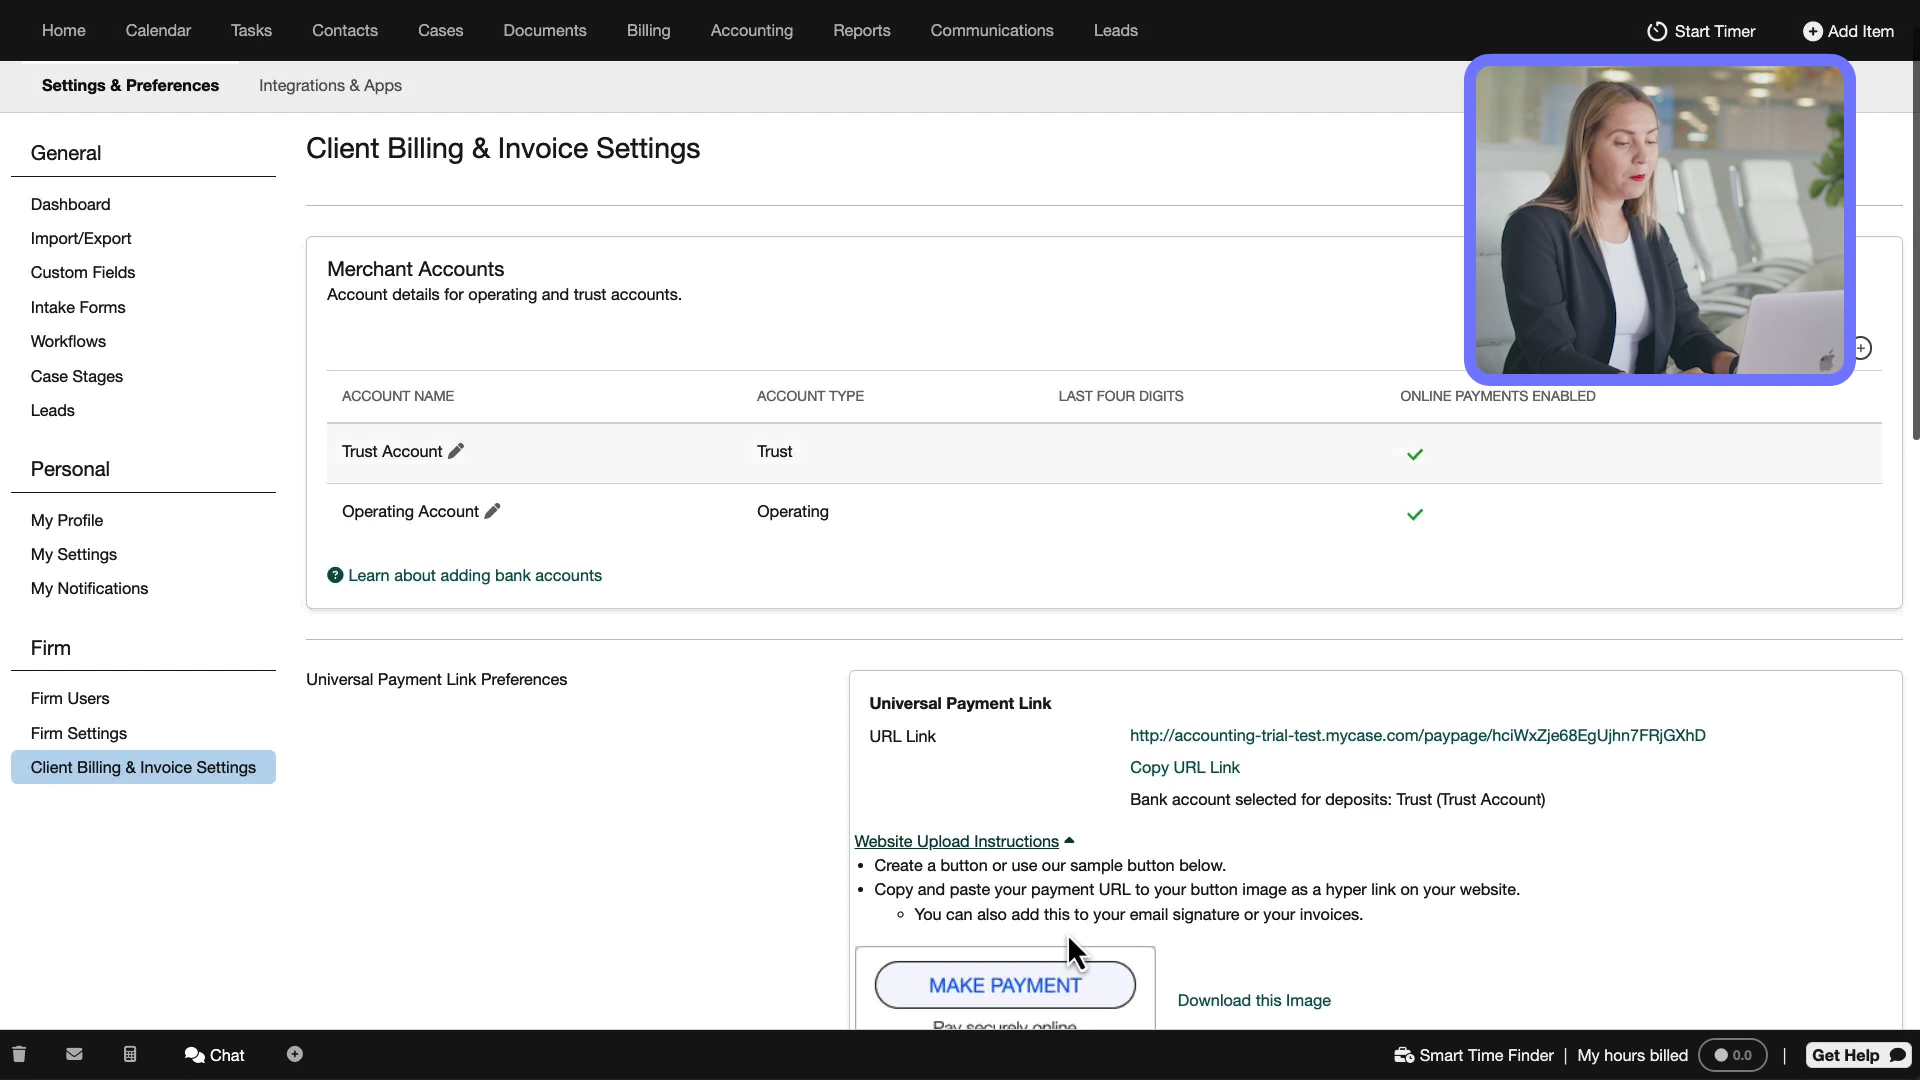 Home Calendar Tasks Contacts Cases Documents Billing Accounting Reports Communications Leads Start Timer Add Item
Settings & Preferences Integrations & Apps
General
Dashboard
Import/Export
Custom Fields
Intake Forms
Workflows
Case Stages
Leads
Personal
My Profile
My Settings
My Notifications
Firm
Firm Users
Firm Settings
Client Billing & Invoice Settings
Client Billing & Invoice Settings
Merchant Accounts
Account details for operating and trust accounts.
ACCOUNT NAME ACCOUNT TYPE LAST FOUR DIGITS ONLINE PAYMENTS ENABLED
Trust Account Trust
Operating Account Operating
? Learn about adding bank accounts
Universal Payment Link Preferences
Universal Payment Link
URL Link http://accounting-trial-test.mycase.com/paypage/hciWxZje68EgUjhn7FRjGXhD
Copy URL Link
Bank account selected for deposits: Trust (Trust Account)
Website Upload Instructions
• Create a button or use our sample button below.
• Copy and paste your payment URL to your button image as a hyper link on your website.
◦ You can also add this to your email signature or your invoices.
MAKE PAYMENT
Pay securely online
Download this Image
Chat Smart Time Finder | My hours billed 0.0 | Get Help